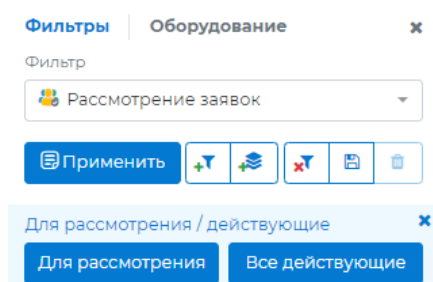 Фильтры Оборудование
Фильтр
Рассмотрение заявок
Применить
Для рассмотрения / действующие
Для рассмотрения Все действующие